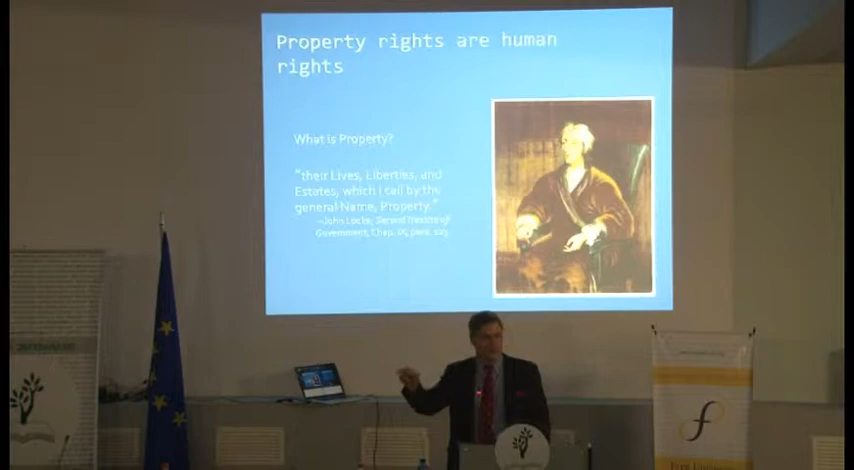 Property rights are human
rights
What is Property?
"their Lives, Liberties, and
Estates, which I call by the
general Name, Property."
–John Locke, Second Treatise of
Government, Chap. IX, para.
f